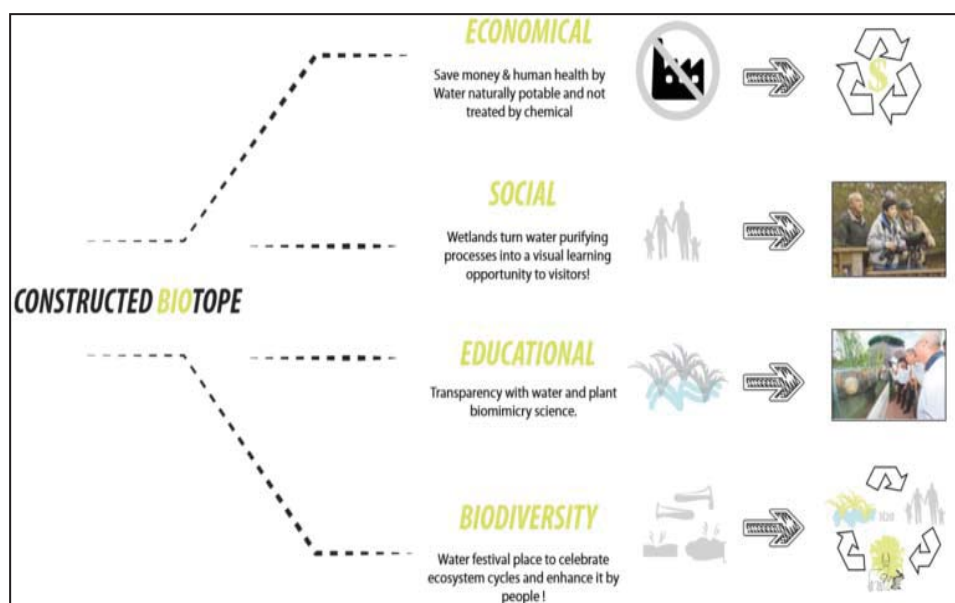 ECONOMICAL
Save money & human health by
Water naturally potable and not
treated by chemical
$
SOCIAL
Wetlands turn water purifying
processes into a visual learning
opportunity to visitors!
CONSTRUCTED BIOTOPE
EDUCATIONAL
Transparency with water and plant
biomimicry science.
BIODIVERSITY
Water festival place to celebrate
ecosystem cycles and enhance it by
people !